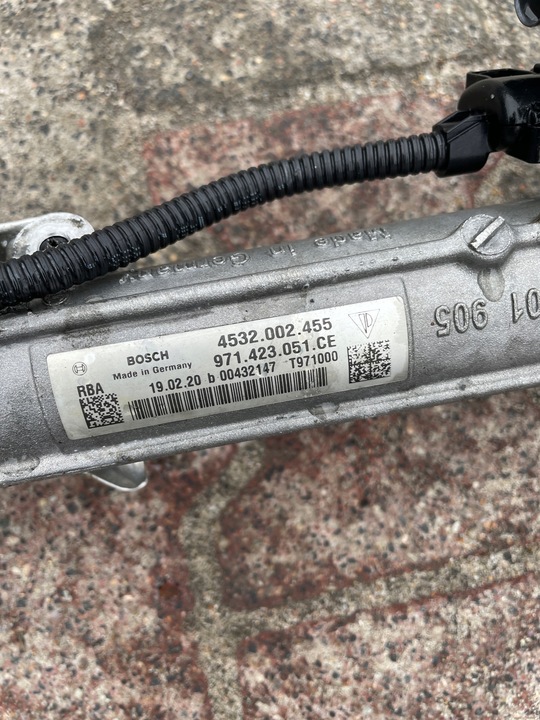 Made in Germany
01 905
4532.002.455
BOSCH
971.423.051.CE
Made in Germany
RBA
19.02.20 b 00432147 T971000